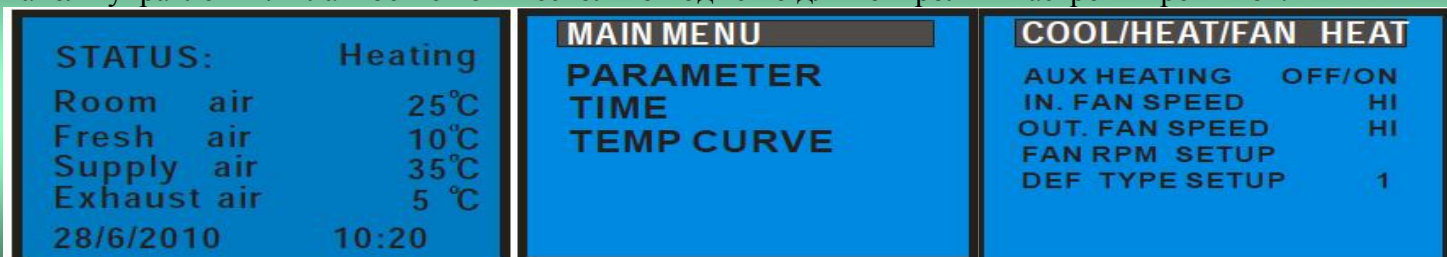 STATUS: Heating
Room air 25°C
Fresh air 10°C
Supply air 35°C
Exhaust air 5 °C
28/6/2010 10:20
MAIN MENU
PARAMETER
TIME
TEMP CURVE
COOL/HEAT/FAN HEAT
AUX HEATING OFF/ON
IN. FAN SPEED HI
OUT. FAN SPEED HI
FAN RPM SETUP
DEF TYPE SETUP 1